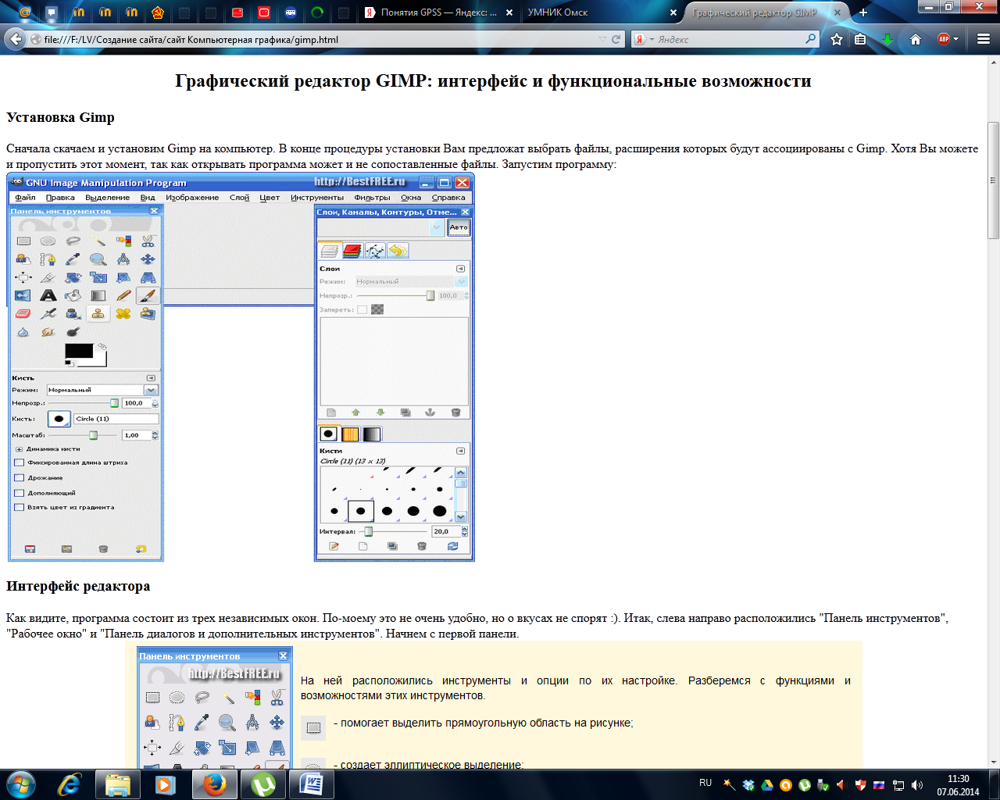 Понятия GPSS — Яндекс: ...
УМНИК Омск
Графический редактор GIMP
file:///F:/LV/Создание сайта/сайт Компьютерная графика/gimp.html
Яндекс
ABP
Графический редактор GIMP: интерфейс и функциональные возможности
Установка Gimp
Сначала скачаем и установим Gimp на компьютер. В конце процедуры установки Вам предложат выбрать файлы, расширения которых будут ассоциированы с Gimp. Хотя Вы можете
и пропустить этот момент, так как открывать программа может и не сопоставленные файлы. Запустим программу:
GNU Image Manipulation Program http://BestFREE.ru
Файл Правка Выделение Вид Изображение Слой Цвет Инструменты Фильтры Окна Справка
Панель инструментов
Кисть
Режим: Нормальный
Непрозр.: 100,0
Кисть: Circle (11)
Масштаб: 1,00
Динамика кисти
Фиксированная длина штриха
Дрожание
Дополняющий
Взять цвет из градиента
Слои, Каналы, Контуры, Отме...
Авто
Слои
Режим: Нормальный
Непрозр.: 100,0
Запереть:
Кисти
Circle (11) (13 x 13)
Интервал: 20,0
Интерфейс редактора
Как видите, программа состоит из трех независимых окон. По-моему это не очень удобно, но о вкусах не спорят :). Итак, слева направо расположились "Панель инструментов",
"Рабочее окно" и "Панель диалогов и дополнительных инструментов". Начнем с первой панели.
Панель инструментов
http://BestFREE.ru
На ней расположились инструменты и опции по их настройке. Разберемся с функциями и
возможностями этих инструментов.
- помогает выделить прямоугольную область на рисунке;
- создает эллиптическое выделение;
RU
11:30
07.06.2014